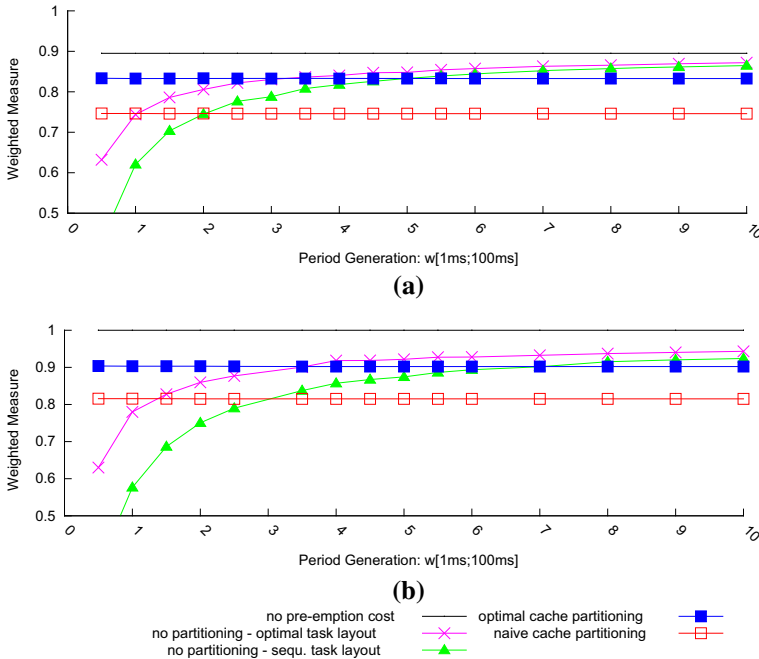 1
0.9
0.8
0.7
0.6
0.5
Weighted Measure
0 1 2 3 4 5 6 7 8 9 10
Period Generation: w[1ms;100ms]
(a)
1
0.9
0.8
0.7
0.6
0.5
Weighted Measure
0 1 2 3 4 5 6 7 8 9 10
Period Generation: w[1ms;100ms]
(b)
no pre-emption cost optimal cache partitioning
no partitioning - optimal task layout naive cache partitioning
no partitioning - sequ. task layout